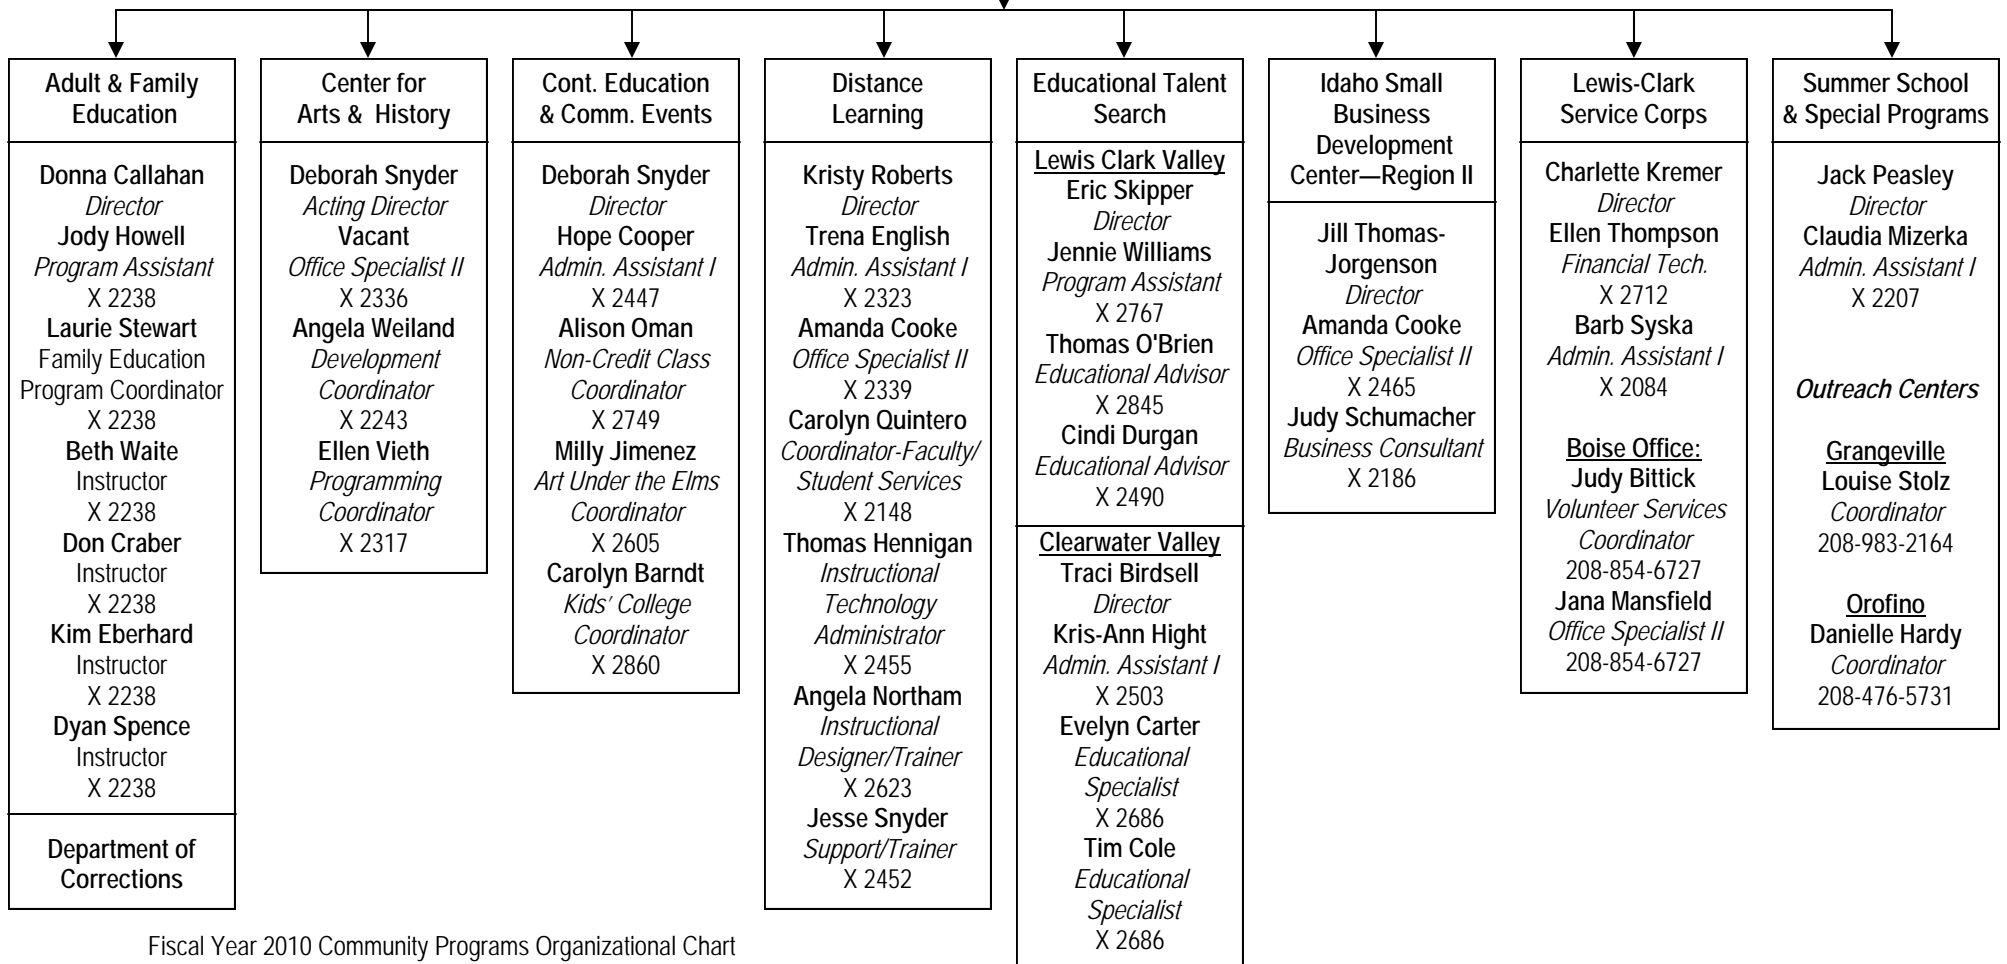 Adult & Family
Education
Donna Callahan
Director
Jody Howell
Program Assistant
X 2238
Laurie Stewart
Family Education
Program Coordinator
X 2238
Beth Waite
Instructor
X 2238
Don Craber
Instructor
X 2238
Kim Eberhard
Instructor
X 2238
Dyan Spence
Instructor
X 2238
Department of
Corrections
Center for
Arts & History
Deborah Snyder
Acting Director
Vacant
Office Specialist II
X 2336
Angela Weiland
Development
Coordinator
X 2243
Ellen Vieth
Programming
Coordinator
X 2317
Cont. Education
& Comm. Events
Deborah Snyder
Director
Hope Cooper
Admin. Assistant I
X 2447
Alison Oman
Non-Credit Class
Coordinator
X 2749
Milly Jimenez
Art Under the Elms
Coordinator
X 2605
Carolyn Barndt
Kids’ College
Coordinator
X 2860
Distance
Learning
Kristy Roberts
Director
Trena English
Admin. Assistant I
X 2323
Amanda Cooke
Office Specialist II
X 2339
Carolyn Quintero
Coordinator-Faculty/
Student Services
X 2148
Thomas Hennigan
Instructional
Technology
Administrator
X 2455
Angela Northam
Instructional
Designer/Trainer
X 2623
Jesse Snyder
Support/Trainer
X 2452
Educational Talent
Search
Lewis Clark Valley
Eric Skipper
Director
Jennie Williams
Program Assistant
X 2767
Thomas O'Brien
Educational Advisor
X 2845
Cindi Durgan
Educational Advisor
X 2490
Clearwater Valley
Traci Birdsell
Director
Kris-Ann Hight
Admin. Assistant I
X 2503
Evelyn Carter
Educational
Specialist
X 2686
Tim Cole
Educational
Specialist
X 2686
Idaho Small
Business
Development
Center—Region II
Jill Thomas-
Jorgenson
Director
Amanda Cooke
Office Specialist II
X 2465
Judy Schumacher
Business Consultant
X 2186
Lewis-Clark
Service Corps
Charlette Kremer
Director
Ellen Thompson
Financial Tech.
X 2712
Barb Syska
Admin. Assistant I
X 2084
Boise Office:
Judy Bittick
Volunteer Services
Coordinator
208-854-6727
Jana Mansfield
Office Specialist II
208-854-6727
Summer School
& Special Programs
Jack Peasley
Director
Claudia Mizerka
Admin. Assistant I
X 2207
Outreach Centers
Grangeville
Louise Stolz
Coordinator
208-983-2164
Orofino
Danielle Hardy
Coordinator
208-476-5731
Fiscal Year 2010 Community Programs Organizational Chart